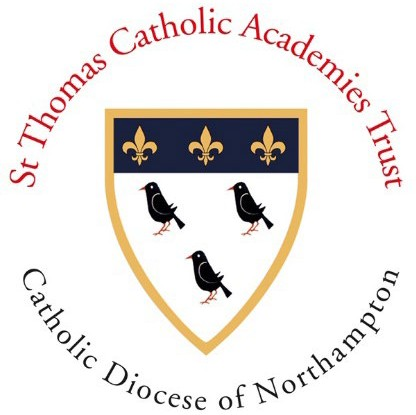 St Thomas Catholic Academies Trust
Catholic Diocese of Northampton